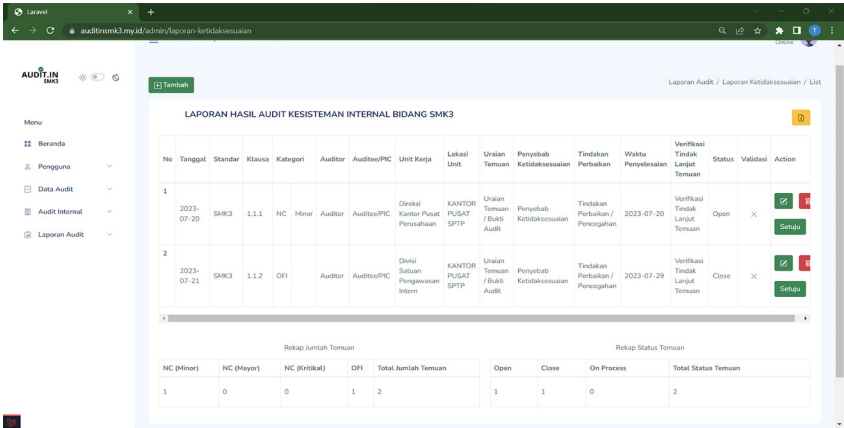 Laravel
auditinsmk3.my.id/admin/laporan-ketidaksesuaian
Online
AUDIT.IN
SMK3
Tambah
Laporan Audit / Laporan Ketidaksesuaian / List
Menu
Beranda
Pengguna
Data Audit
Audit Internal
Laporan Audit
LAPORAN HASIL AUDIT KESISTEMAN INTERNAL BIDANG SMK3
No Tanggal Standar Klausa Kategori Auditor Auditee/PIC Unit Kerja Lokasi Unit Uraian Temuan Penyebab Ketidaksesuaian Tindakan Perbaikan Waktu Penyelesaian Verifikasi Tindak Lanjut Temuan Status Validasi Action
1 2023-07-20 SMK3 1.1.1 NC Minor Auditor Auditee/PIC Direksi Kantor Pusat Perusahaan KANTOR PUSAT SPTP Uraian Temuan / Bukti Audit Penyebab Ketidaksesuaian Tindakan Perbaikan / Pencegahan 2023-07-20 Verifikasi Tindak Lanjut Temuan Open Setuju
2 2023-07-21 SMK3 1.1.2 OFI Auditor Auditee/PIC Divisi Satuan Pengawasan Intern KANTOR PUSAT SPTP Uraian Temuan / Bukti Audit Penyebab Ketidaksesuaian Tindakan Perbaikan / Pencegahan 2023-07-29 Verifikasi Tindak Lanjut Temuan Close Setuju
Rekap Jumlah Temuan
NC (Minor) NC (Mayor) NC (Kritikal) OFI Total Jumlah Temuan
1 0 0 1 2
Rekap Status Temuan
Open Close On Process Total Status Temuan
1 1 0 2